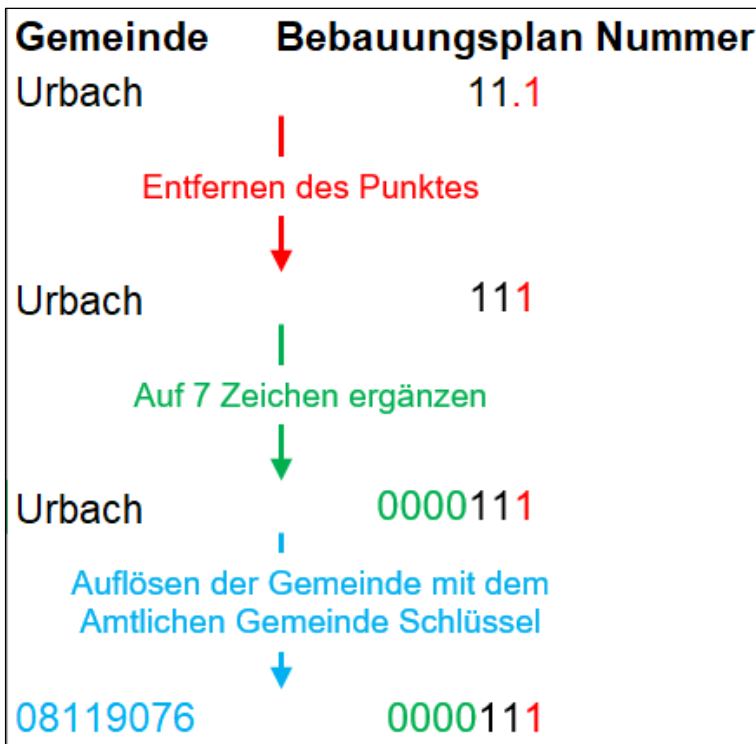 Gemeinde Bebauungsplan Nummer
Urbach 11.1
Entfernen des Punktes
Urbach 111
Auf 7 Zeichen ergänzen
Urbach 0000111
Auflösen der Gemeinde mit dem
Amtlichen Gemeinde Schlüssel
08119076 0000111